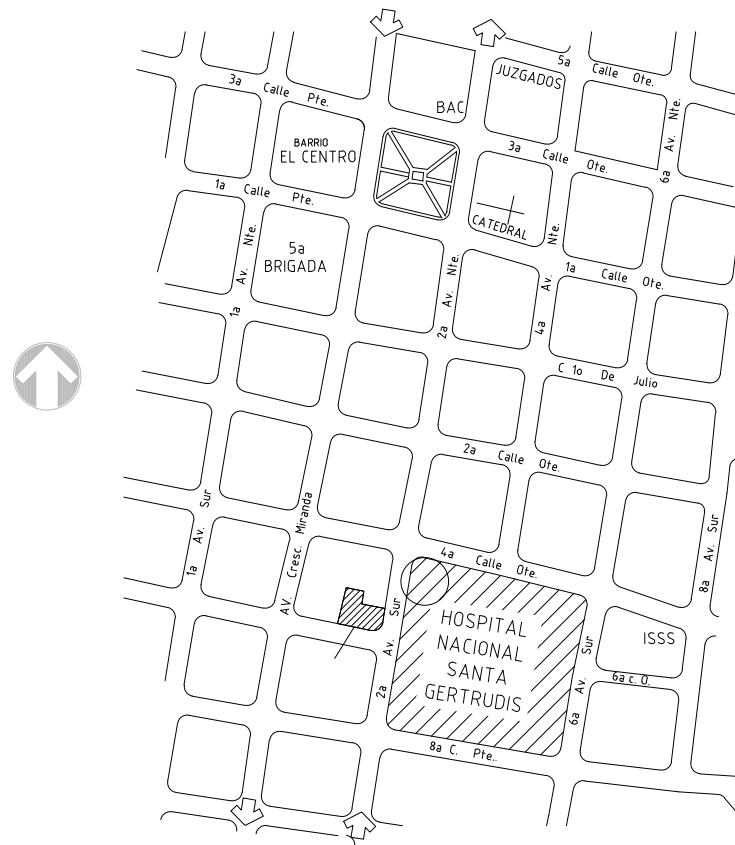 5a Calle Ote.
JUZGADOS
3a Calle Pte.
BAC
6a Av. Nte.
BARRIO
EL CENTRO
3a Calle Ote.
1a Calle Pte.
CATEDRAL
1a Av. Nte.
5a
BRIGADA
2a Av. Nte.
4a Av. Nte.
1a Calle Ote.
C 1o De Julio
2a Calle Ote.
1a Av. Sur
AV. Cresc. Miranda
8a Av. Sur
4a Calle Ote.
2a Av. Sur
HOSPITAL
NACIONAL
SANTA
GERTRUDIS
6a Av. Sur
ISSS
6a c. O.
8a C. Pte..